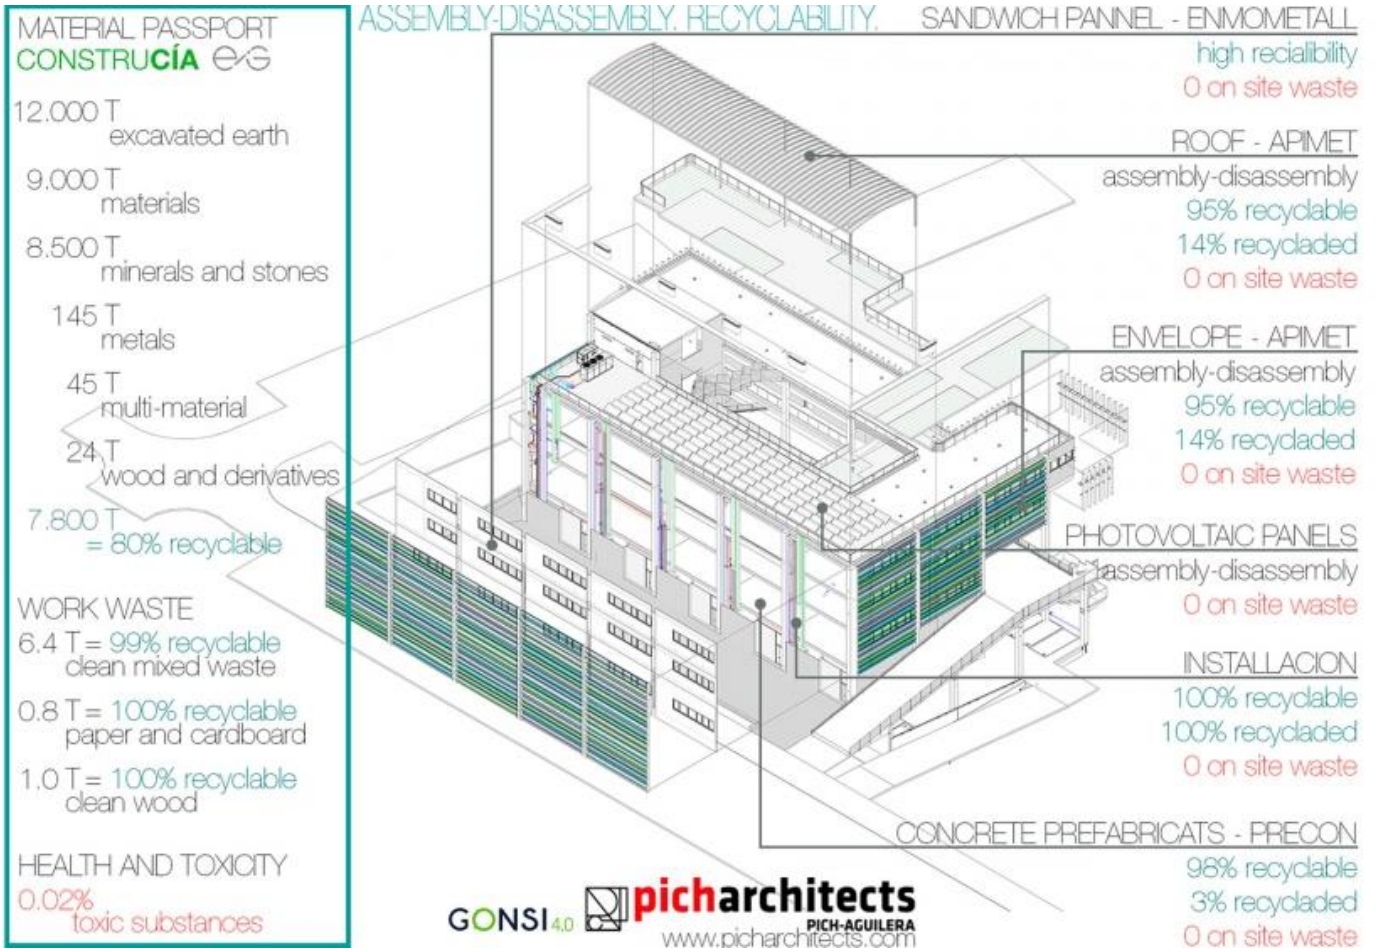 MATERIAL PASSPORT
CONSTRUCÍA
12.000 T
excavated earth
9.000 T
materials
8.500 T
minerals and stones
145 T
metals
45 T
multi-material
24 T
wood and derivatives
7.800 T
= 80% recyclable
WORK WASTE
6.4 T = 99% recyclable
clean mixed waste
0.8 T = 100% recyclable
paper and cardboard
1.0 T = 100% recyclable
clean wood
HEALTH AND TOXICITY
0.02%
toxic substances
ASSEMBLY-DISASSEMBLY. RECYCLABILITY.
SANDWICH PANNEL - ENMOMETALL
high recialibility
0 on site waste
ROOF - APIMET
assembly-disassembly
95% recyclable
14% recycladed
0 on site waste
ENVELOPE - APIMET
assembly-disassembly
95% recyclable
14% recycladed
0 on site waste
PHOTOVOLTAIC PANELS
assembly-disassembly
0 on site waste
INSTALLACION
100% recyclable
100% recycladed
0 on site waste
CONCRETE PREFABRICATS - PRECON
98% recyclable
3% recycladed
0 on site waste
GONSI 4.0
picharchitects
PICH-AGUILERA
www.picharchitects.com